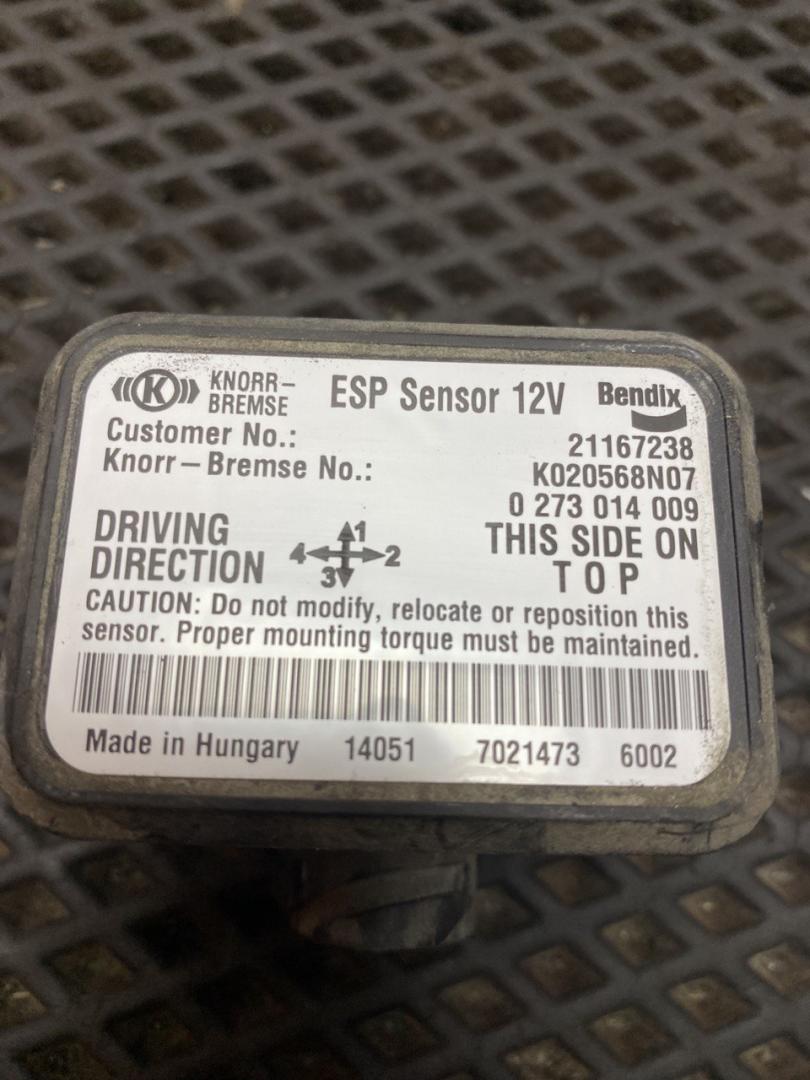 K KNORR-BREMSE ESP Sensor 12V Bendix
Customer No.: 21167238
Knorr-Bremse No.: K020568N07
0 273 014 009
DRIVING DIRECTION 1 2 3 4 THIS SIDE ON TOP
CAUTION: Do not modify, relocate or reposition this
sensor. Proper mounting torque must be maintained.
Made in Hungary 14051 7021473 6002